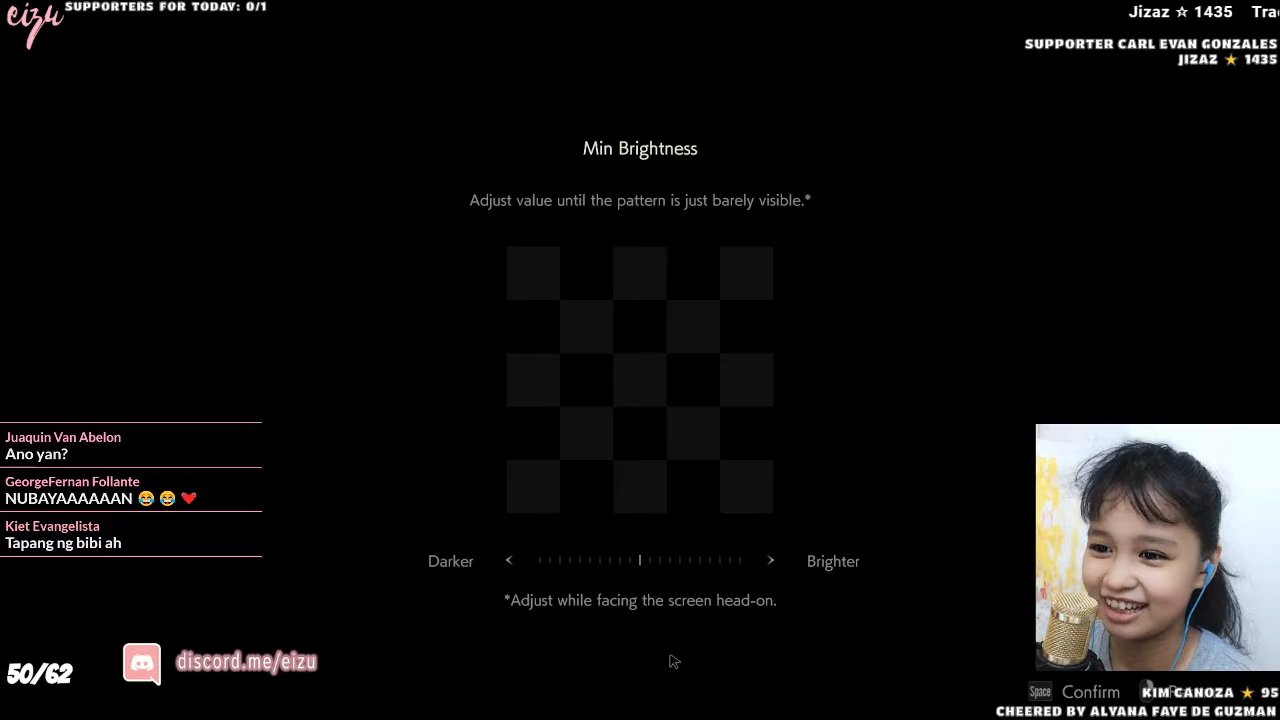 eizu
SUPPORTERS FOR TODAY: 0/1
Jizaz ☆ 1435 Tra
SUPPORTER CARL EVAN GONZALES
JIZAZ ⭐ 1435
Min Brightness
Adjust value until the pattern is just barely visible.*
Juaquin Van Abelon
Ano yan?
GeorgeFernan Follante
NUBAYAAAAAAN 😂 😂 ❤️
Kiet Evangelista
Tapang ng bibi ah
Darker < > Brighter
*Adjust while facing the screen head-on.
50/62
discord.me/eizu
Space Confirm
KIM CANOZA ⭐ 95
CHEERED BY ALYANA FAYE DE GUZMAN